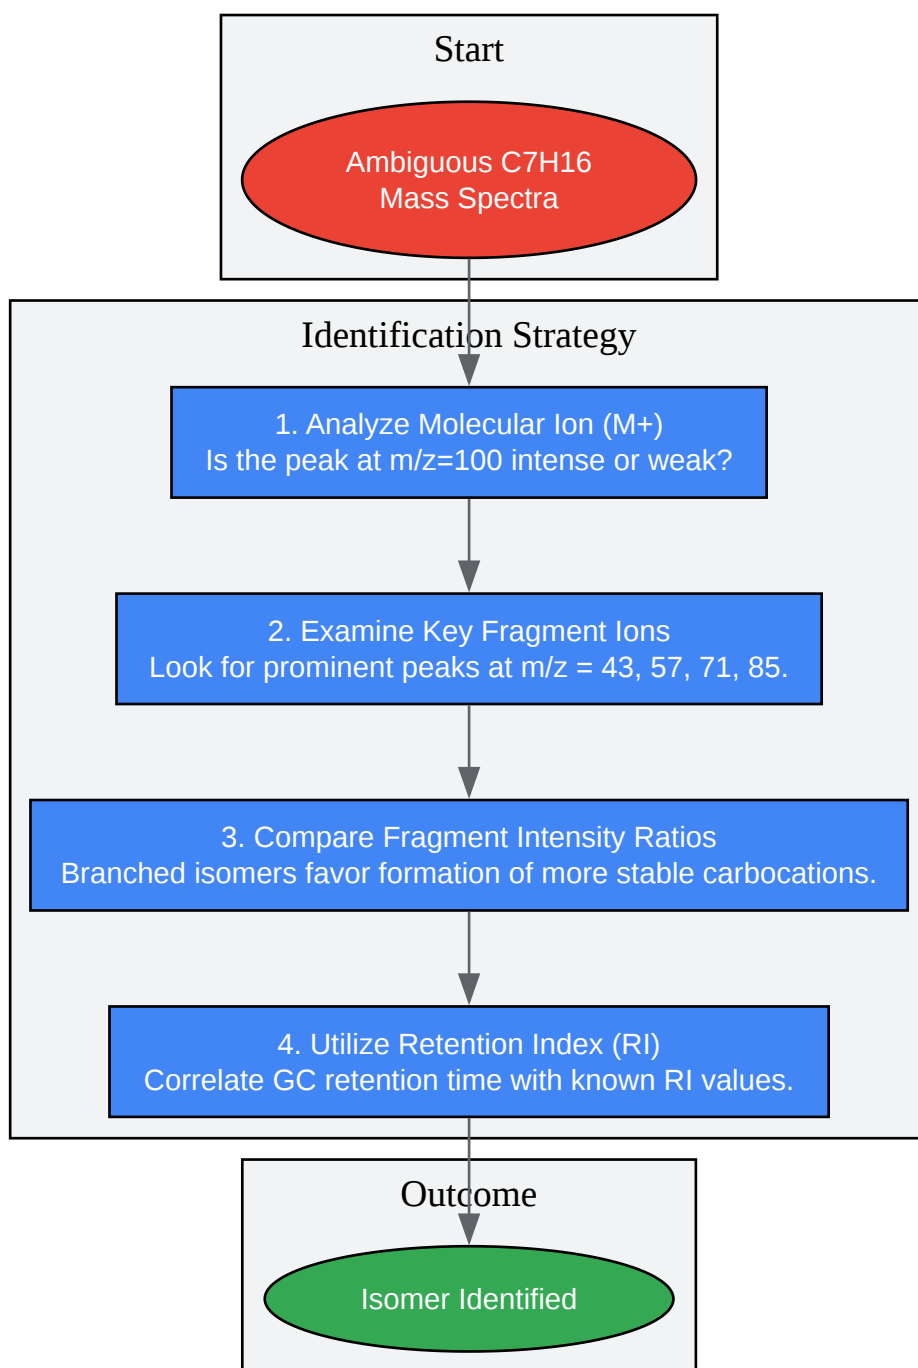 Start
Ambiguous C7H16
Mass Spectra
Identification Strategy
1. Analyze Molecular Ion (M+)
Is the peak at m/z=100 intense or weak?
2. Examine Key Fragment Ions
Look for prominent peaks at m/z = 43, 57, 71, 85.
3. Compare Fragment Intensity Ratios
Branched isomers favor formation of more stable carbocations.
4. Utilize Retention Index (RI)
Correlate GC retention time with known RI values.
Outcome
Isomer Identified